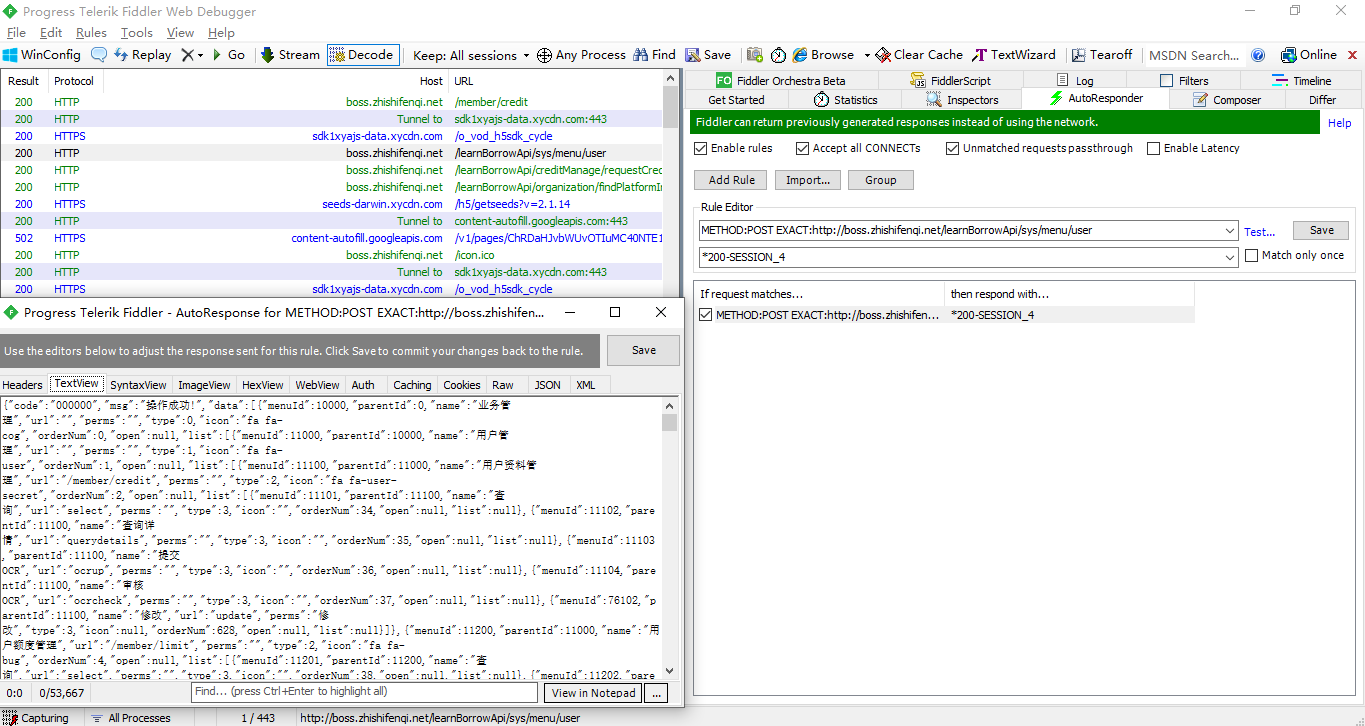 Progress Telerik Fiddler Web Debugger
File Edit Rules Tools View Help
WinConfig Replay Go Stream Decode Keep: All sessions Any Process Find Save Browse Clear Cache TextWizard Tearoff MSDN Search... Online
Result Protocol Host URL
200 HTTP boss.zhishifenqi.net /member/credit
200 HTTP Tunnel to sdk1xyajs-data.xycdn.com:443
200 HTTPS sdk1xyajs-data.xycdn.com /o_vod_h5sdk_cycle
200 HTTP boss.zhishifenqi.net /learnBorrowApi/sys/menu/user
200 HTTP boss.zhishifenqi.net /learnBorrowApi/creditManage/requestCred
200 HTTP boss.zhishifenqi.net /learnBorrowApi/organization/findPlatformI
200 HTTPS seeds-darwin.xycdn.com /h5/getseeds?v=2.1.14
200 HTTP Tunnel to content-autofill.googleapis.com:443
502 HTTPS content-autofill.googleapis.com /v1/pages/ChRDaHJvbWUvOTIuMC40NTE1
200 HTTP boss.zhishifenqi.net /icon.ico
200 HTTP Tunnel to sdk1xyajs-data.xycdn.com:443
200 HTTPS sdk1xyajs-data.xycdn.com /o_vod_h5sdk_cycle
FO Fiddler Orchestra Beta FiddlerScript Log Filters Timeline
Get Started Statistics Inspectors AutoResponder Composer Differ
Fiddler can return previously generated responses instead of using the network. Help
Enable rules Accept all CONNECTs Unmatched requests passthrough Enable Latency
Add Rule Import... Group
Rule Editor
METHOD:POST EXACT:http://boss.zhishifenqi.net/learnBorrowApi/sys/menu/user Test... Save
*200-SESSION_4 Match only once
If request matches... then respond with...
METHOD:POST EXACT:http://boss.zhishifen... *200-SESSION_4
Progress Telerik Fiddler - AutoResponse for METHOD:POST EXACT:http://boss.zhishifen...
Use the editors below to adjust the response sent for this rule. Click Save to commit your changes back to the rule. Save
Headers TextView SyntaxView ImageView HexView WebView Auth Caching Cookies Raw JSON XML
{"code":"000000","msg":"操作成功!","data":[{"menuId":10000,"parentId":0,"name":"业务管
理","url":"","perms":"","type":0,"icon":"fa fa-
cog","orderNum":0,"open":null,"list":[{"menuId":11000,"parentId":10000,"name":"用户管
理","url":"","perms":"","type":1,"icon":"fa fa-
user","orderNum":1,"open":null,"list":[{"menuId":11100,"parentId":11000,"name":"用户资料管
理","url":"/member/credit","perms":"","type":2,"icon":"fa fa-user-
secret","orderNum":2,"open":null,"list":[{"menuId":11101,"parentId":11100,"name":"查
询","url":"select","perms":"","type":3,"icon":"","orderNum":34,"open":null,"list":null},{"menuId":11102,"pare
ntId":11100,"name":"查询详
情","url":"querydetails","perms":"","type":3,"icon":"","orderNum":35,"open":null,"list":null},{"menuId":11103
,"parentId":11100,"name":"提交
OCR","url":"ocrup","perms":"","type":3,"icon":"","orderNum":36,"open":null,"list":null},{"menuId":11104,"pare
ntId":11100,"name":"审核
OCR","url":"ocrcheck","perms":"","type":3,"icon":"","orderNum":37,"open":null,"list":null},{"menuId":76102,"p
arentId":11100,"name":"修改","url":"update","perms":"修
改","type":3,"icon":null,"orderNum":628,"open":null,"list":null}]},{"menuId":11200,"parentId":11000,"name":"用
户额度管理","url":"/member/limit","perms":"","type":2,"icon":"fa fa-
bug","orderNum":4,"open":null,"list":[{"menuId":11201,"parentId":11200,"name":"查
询","url":"select","perms":"","type":3,"icon":"","orderNum":38,"open":null,"list":null},{"menuId":11202,"pare
0:0 0/53,667 Find... (press Ctrl+Enter to highlight all) View in Notepad ...
Capturing All Processes 1 / 443 http://boss.zhishifenqi.net/learnBorrowApi/sys/menu/user